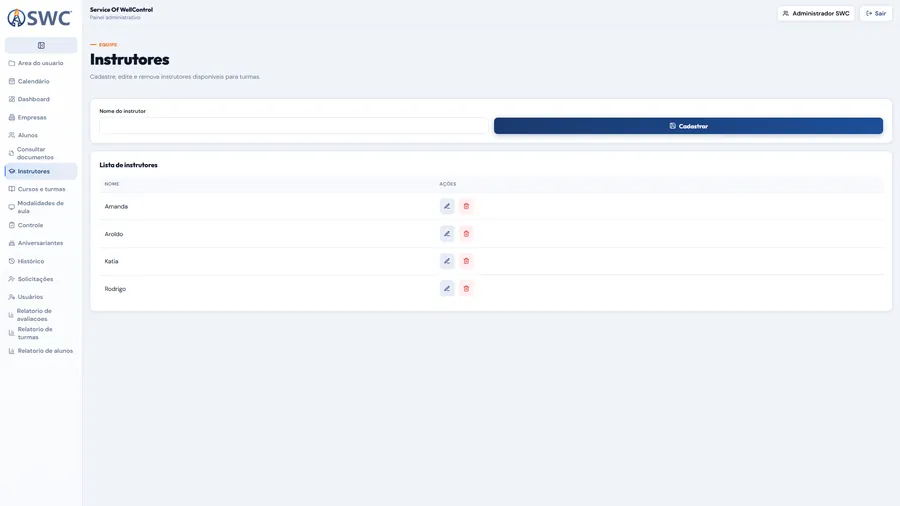 SWC
Service Of WellControl
Painel administrativo
Administrador SWC
Sair
Area do usuario
Calendário
Dashboard
Empresas
Alunos
Consultar
documentos
Instrutores
Cursos e turmas
Modalidades de
aula
Controle
Aniversariantes
Histórico
Solicitações
Usuários
Relatorio de
avaliacoes
Relatorio de
turmas
Relatorio de alunos
EQUIPE
Instrutores
Cadastre, edite e remova instrutores disponíveis para turmas.
Nome do instrutor
Cadastrar
Lista de instrutores
NOME
AÇÕES
Amanda
Aroldo
Katia
Rodrigo